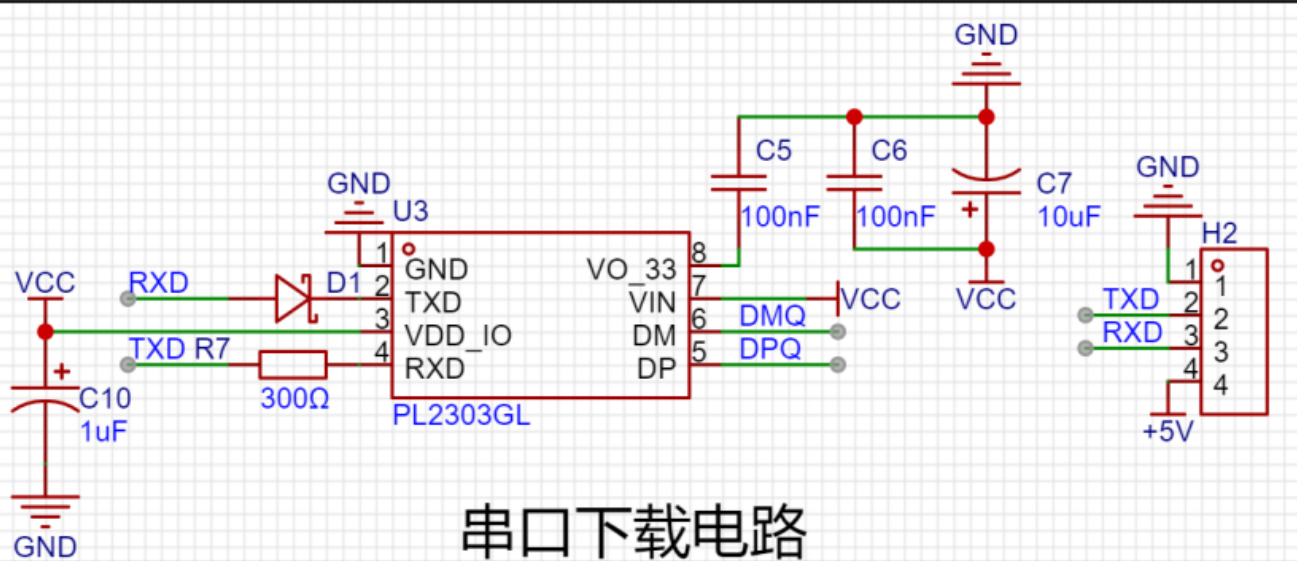 GND
C5
C6
100nF
100nF
C7
10uF
VCC
GND
U3
1
GND
2
TXD
3
VDD_IO
4
RXD
VO_33
8
VIN
7
DM
6
DP
5
PL2303GL
VCC
RXD
D1
TXD
R7
300Ω
C10
1uF
GND
VCC
DMQ
DPQ
GND
H2
1
1
TXD
2
2
RXD
3
3
4
4
+5V
串口下载电路